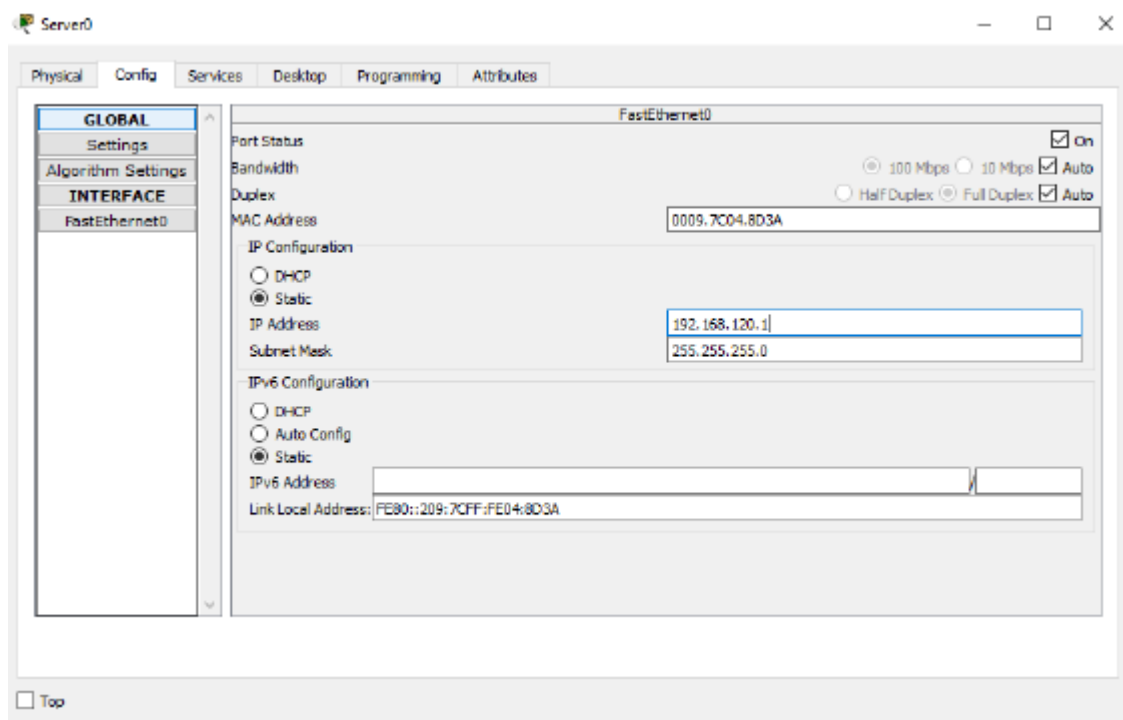 Server0
Physical Config Services Desktop Programming Attributes
GLOBAL
Settings
Algorithm Settings
INTERFACE
FastEthernet0
FastEthernet0
Port Status On
Bandwidth 100 Mbps 10 Mbps Auto
Duplex Half Duplex Full Duplex Auto
MAC Address 0009.7C04.8D3A
IP Configuration
DHCP
Static
IP Address 192.168.120.1
Subnet Mask 255.255.255.0
IPv6 Configuration
DHCP
Auto Config
Static
IPv6 Address /
Link Local Address: FE80::209:7CFF:FE04:8D3A
Top